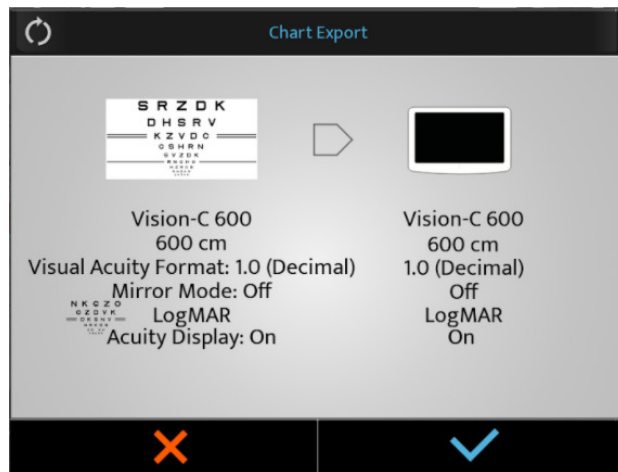 Chart Export
S R Z D K
D H S R V
K Z V D C
O S H R N
Vision-C 600
600 cm
Visual Acuity Format: 1.0 (Decimal)
Mirror Mode: Off
LogMAR
Acuity Display: On
N K C Z O
Vision-C 600
600 cm
1.0 (Decimal)
Off
LogMAR
On